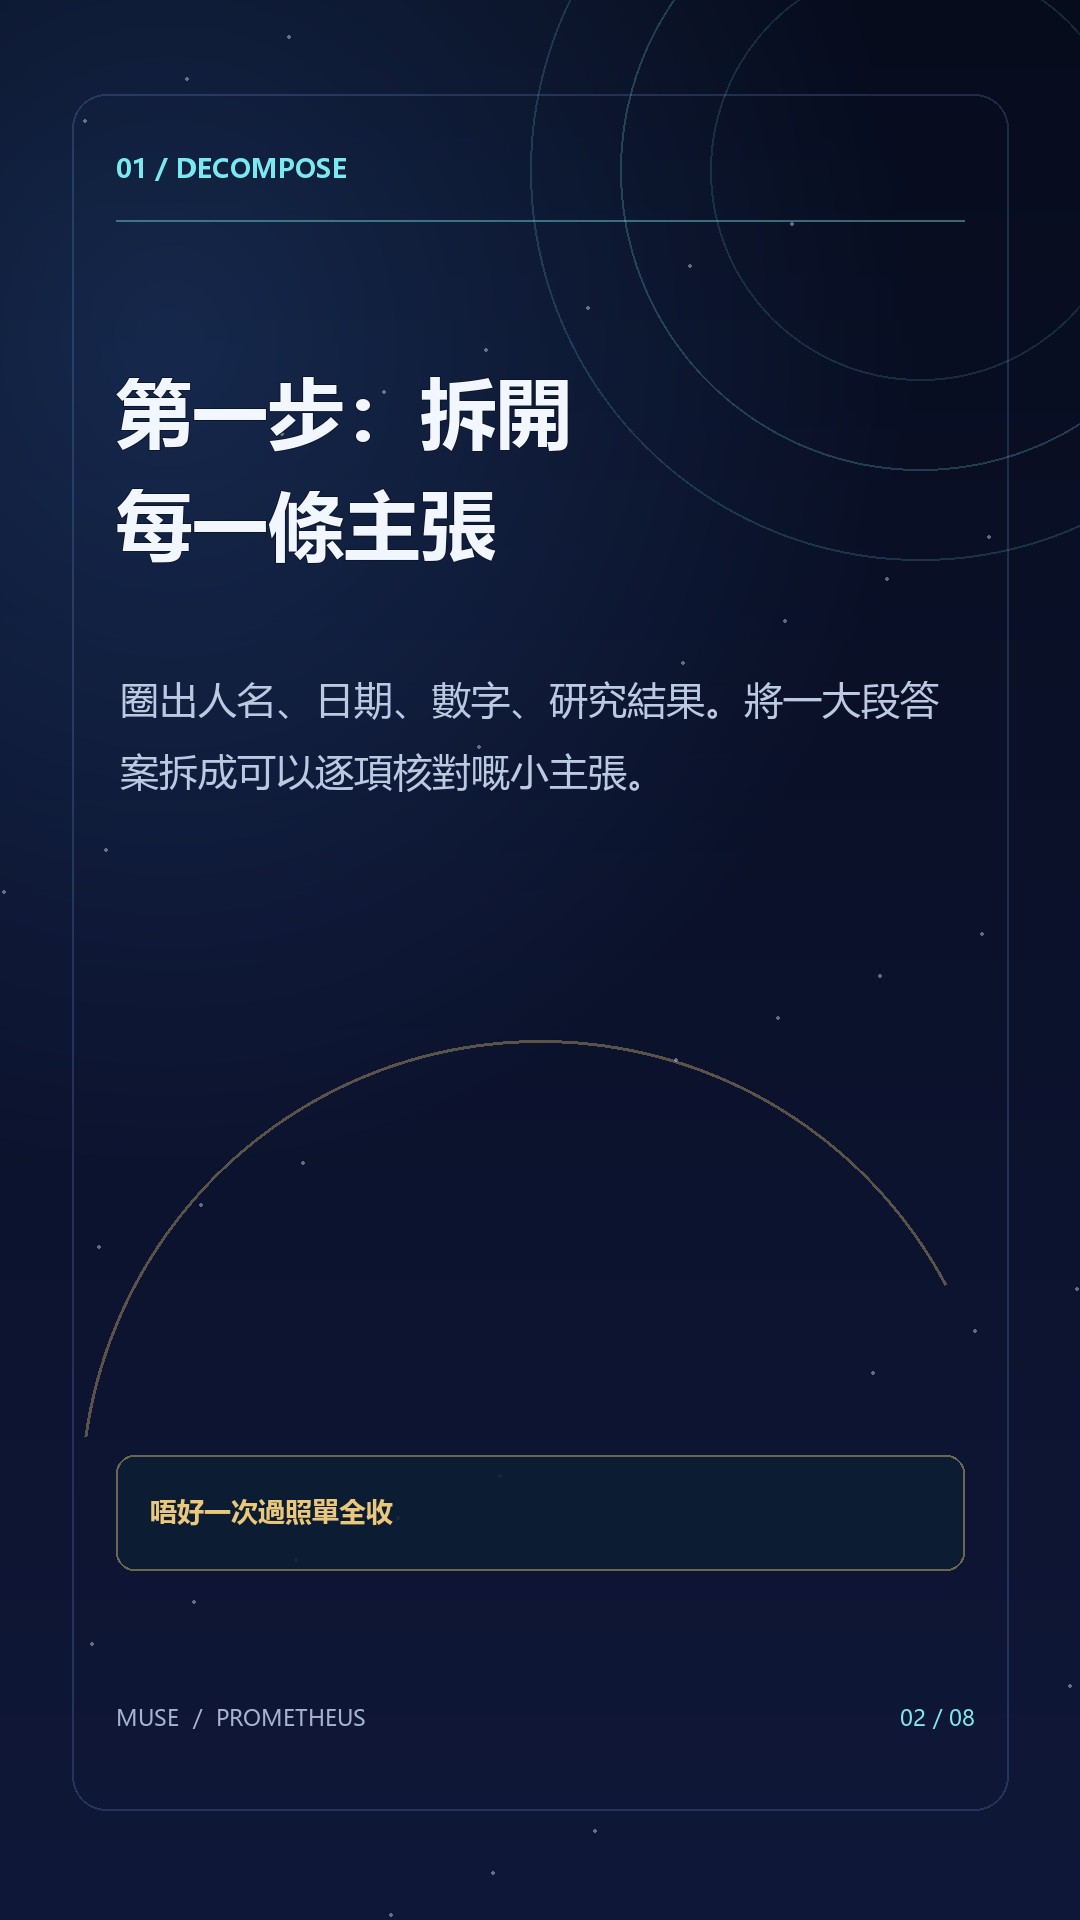 01 / DECOMPOSE
第一步：拆開
每一條主張
圈出人名、日期、數字、研究結果。將一大段答
案拆成可以逐項核對嘅小主張。
唔好一次過照單全收
MUSE / PROMETHEUS
02 / 08